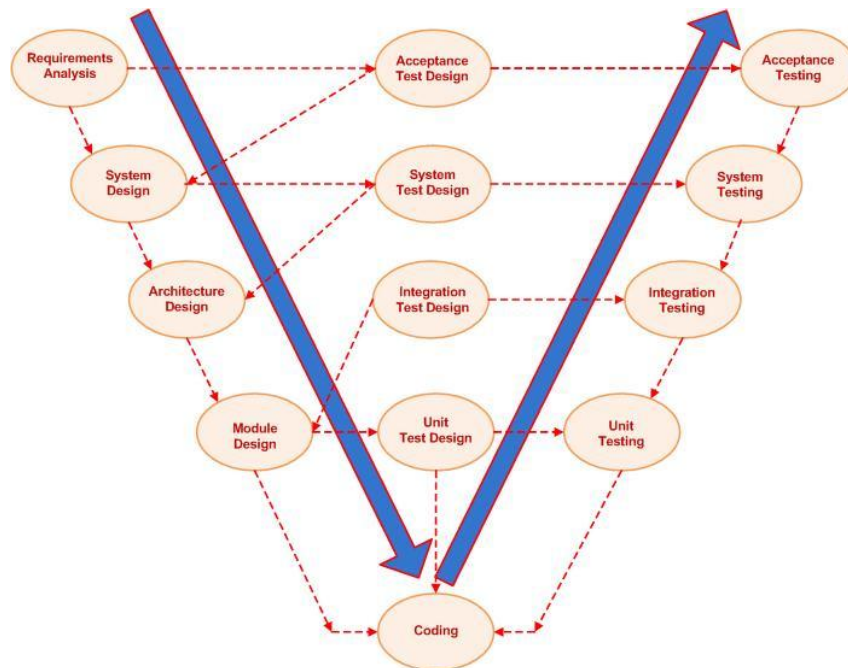 Requirements
Analysis
Acceptance
Test Design
Acceptance
Testing
System
Design
System
Test Design
System
Testing
Architecture
Design
Integration
Test Design
Integration
Testing
Module
Design
Unit
Test Design
Unit
Testing
Coding